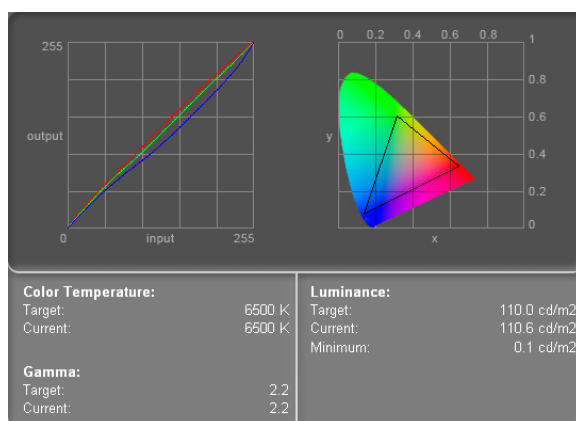 255
output
0
input
255
0
0.2
0.4
0.6
0.8
1
0.8
0.6
0.4
0.2
0
y
x
Color Temperature:
Target: 6500 K
Current: 6500 K
Gamma:
Target: 2.2
Current: 2.2
Luminance:
Target: 110.0 cd/m2
Current: 110.6 cd/m2
Minimum: 0.1 cd/m2